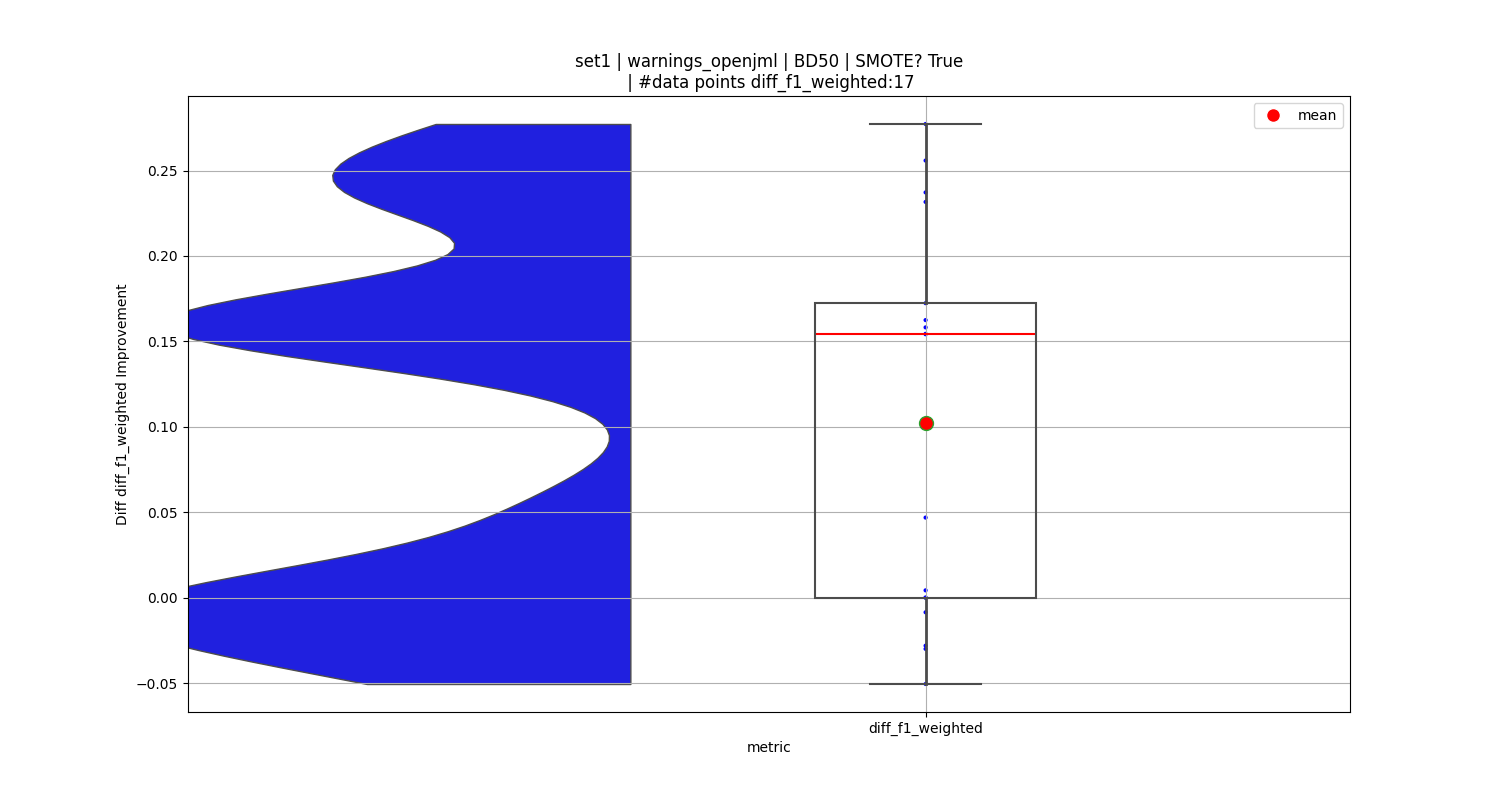 set1 | warnings_openjml | BD50 | SMOTE? True
| #data points diff_f1_weighted:17
mean
0.25
0.20
0.15
0.10
0.05
0.00
−0.05
Diff diff_f1_weighted Improvement
diff_f1_weighted
metric